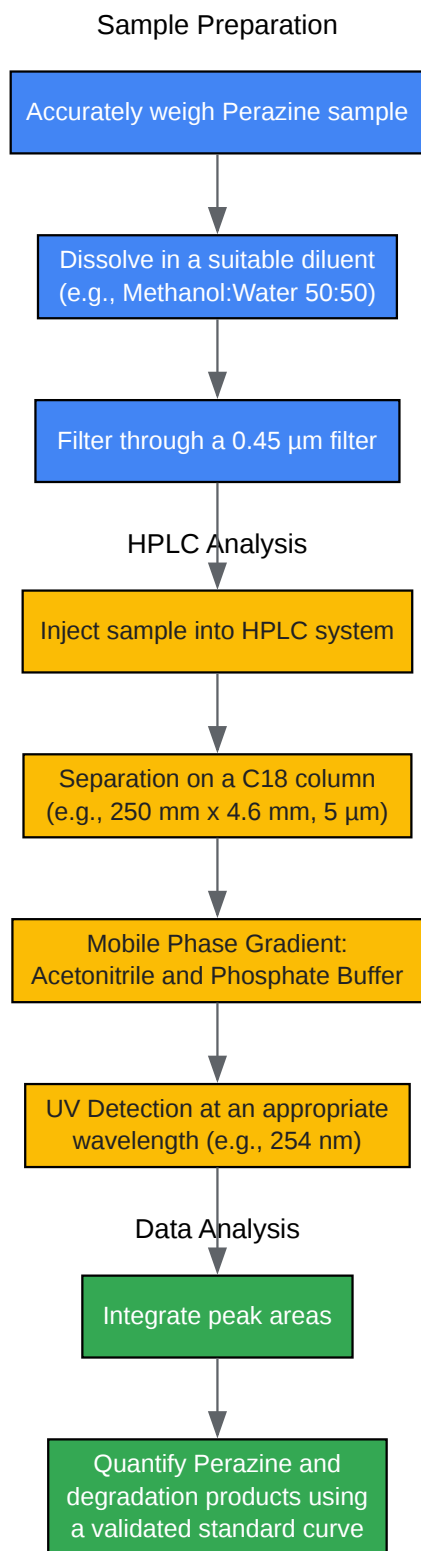 Sample Preparation
Accurately weigh Perazine sample
Dissolve in a suitable diluent
(e.g., Methanol:Water 50:50)
Filter through a 0.45 µm filter
HPLC Analysis
Inject sample into HPLC system
Separation on a C18 column
(e.g., 250 mm x 4.6 mm, 5 µm)
Mobile Phase Gradient:
Acetonitrile and Phosphate Buffer
UV Detection at an appropriate
wavelength (e.g., 254 nm)
Data Analysis
Integrate peak areas
Quantify Perazine and
degradation products using
a validated standard curve